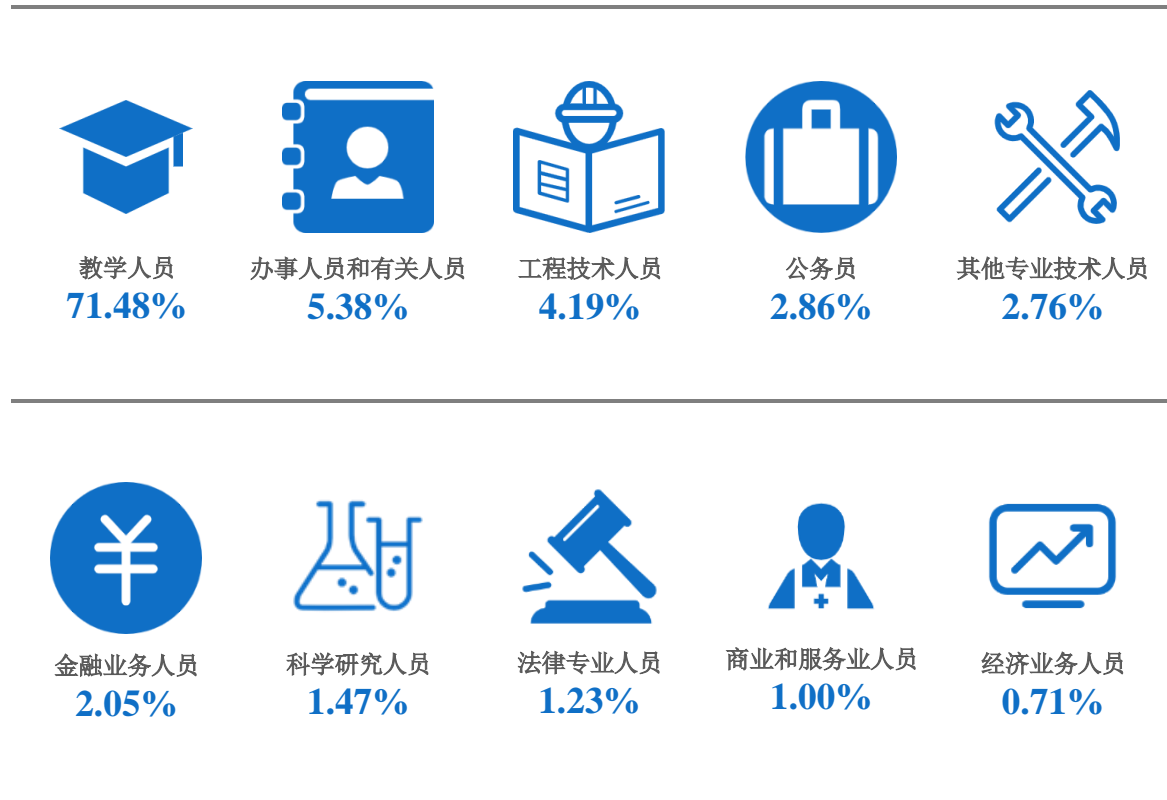 教学人员
71.48%
办事人员和有关人员
5.38%
工程技术人员
4.19%
公务员
2.86%
其他专业技术人员
2.76%
金融业务人员
2.05%
科学研究人员
1.47%
法律专业人员
1.23%
商业和服务业人员
1.00%
经济业务人员
0.71%